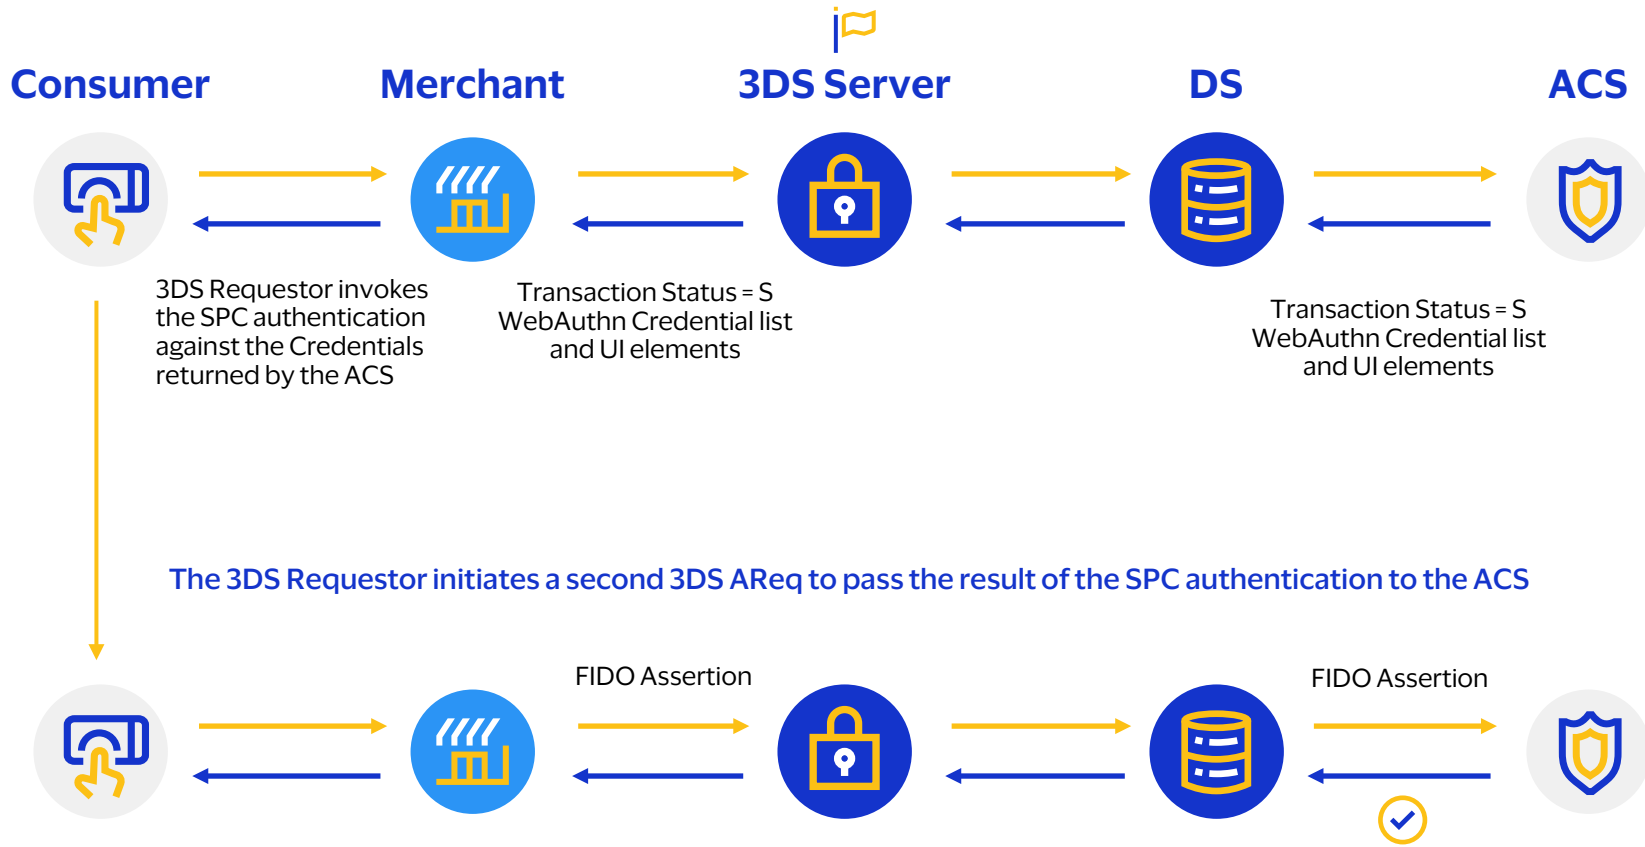 Consumer
Merchant
3DS Server
DS
ACS
3DS Requestor invokes
the SPC authentication
against the Credentials
returned by the ACS
Transaction Status = S
WebAuthn Credential list
and UI elements
Transaction Status = S
WebAuthn Credential list
and UI elements
The 3DS Requestor initiates a second 3DS AReq to pass the result of the SPC authentication to the ACS
FIDO Assertion
FIDO Assertion